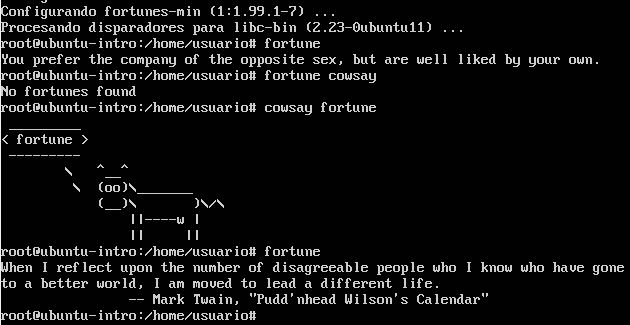 Configurando fortunes-min (1:1.99.1-7) ...
Procesando disparadores para libc-bin (2.23-0ubuntu11) ...
root@ubuntu-intro:/home/usuario# fortune
You prefer the company of the opposite sex, but are well liked by your own.
root@ubuntu-intro:/home/usuario# fortune cowsay
No fortunes found
root@ubuntu-intro:/home/usuario# cowsay fortune
 _________
< fortune >
 ---------
        \   ^__^
         \  (oo)\_______
            (__)\       )\/\
                ||----w |
                ||     ||
root@ubuntu-intro:/home/usuario# fortune
When I reflect upon the number of disagreeable people who I know who have gone
to a better world, I am moved to lead a different life.
                -- Mark Twain, "Pudd'nhead Wilson's Calendar"
root@ubuntu-intro:/home/usuario#